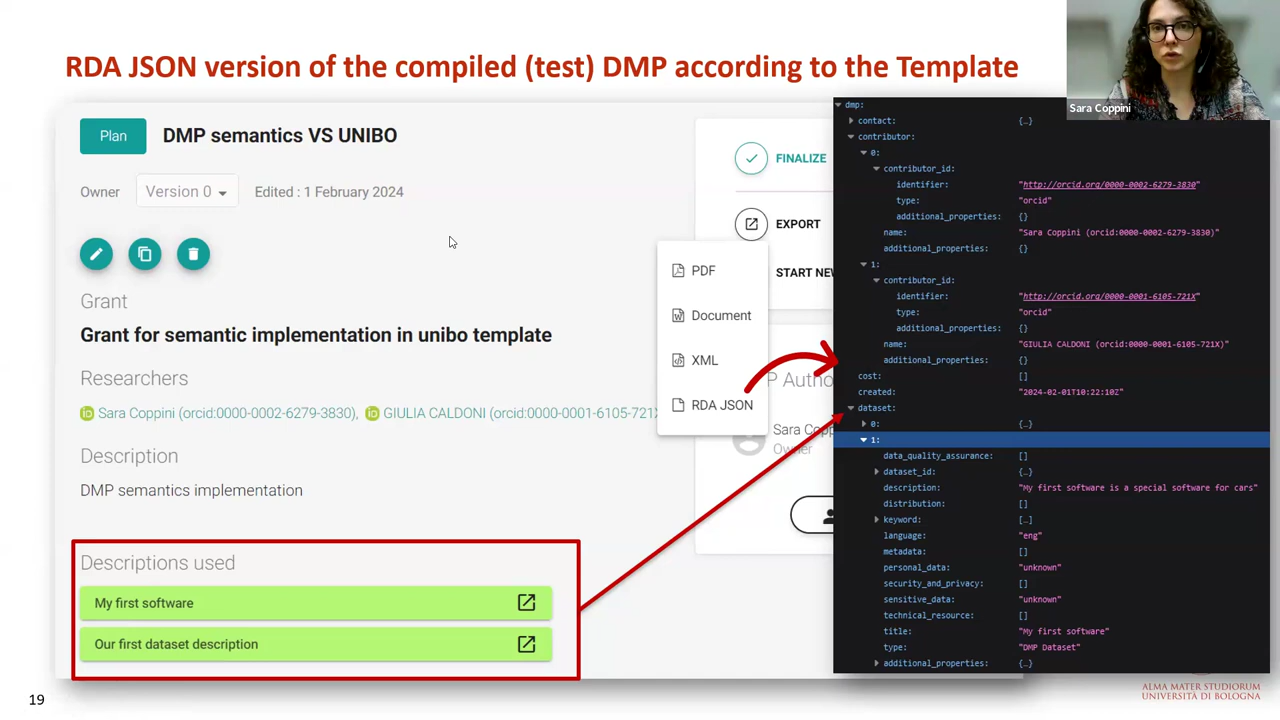 RDA JSON version of the compiled (test) DMP according to the Template
Sara Coppini
Plan
DMP semantics VS UNIBO
Owner
Version 0
Edited : 1 February 2024
Grant
Grant for semantic implementation in unibo template
Researchers
Sara Coppini (orcid:0000-0002-6279-3830), GIULIA CALDONI (orcid:0000-0001-6105-721X
Description
DMP semantics implementation
Descriptions used
My first software
Our first dataset description
FINALIZE
EXPORT
START NEW
PDF
Document
XML
RDA JSON
P Autho
Sara Copp
Owner
dmp:
contact: {…}
contributor:
0:
contributor_id:
identifier: "http://orcid.org/0000-0002-6279-3830"
type: "orcid"
additional_properties: {}
name: "Sara Coppini (orcid:0000-0002-6279-3830)"
additional_properties: {}
1:
contributor_id:
identifier: "http://orcid.org/0000-0001-6105-721X"
type: "orcid"
additional_properties: {}
name: "GIULIA CALDONI (orcid:0000-0001-6105-721X)"
additional_properties: {}
cost: []
created: "2024-02-01T10:22:10Z"
dataset:
0: {…}
1:
data_quality_assurance: []
dataset_id: {…}
description: "My first software is a special software for cars"
distribution: []
keyword: […]
language: "eng"
metadata: []
personal_data: "unknown"
security_and_privacy: []
sensitive_data: "unknown"
technical_resource: []
title: "My first software"
type: "DMP Dataset"
additional_properties: {…}
19
ALMA MATER STUDIORUM
UNIVERSITÀ DI BOLOGNA